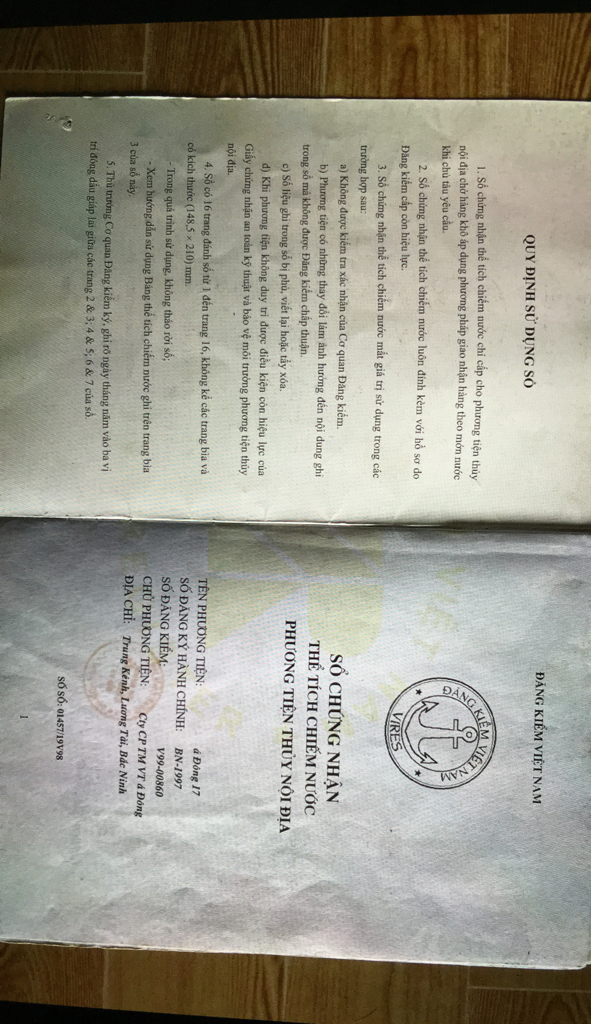 QUY ĐỊNH SỬ DỤNG SỔ
1. Sổ chứng nhận thể tích chiếm nước chỉ cấp cho phương tiện thủy
nội địa chở hàng khô áp dụng phương pháp giao nhận hàng theo mớn nước
khi chủ tàu yêu cầu.
2. Sổ chứng nhận thể tích chiếm nước luôn đính kèm với hồ sơ do
Đăng kiểm cấp còn hiệu lực.
3. Sổ chứng nhận thể tích chiếm nước mất giá trị sử dụng trong các
trường hợp sau:
a) Không được kiểm tra xác nhận của Cơ quan Đăng kiểm.
b) Phương tiện có những thay đổi làm ảnh hưởng đến nội dung ghi
trong sổ mà không được Đăng kiểm chấp thuận.
c) Số liệu ghi trong sổ bị phủ, viết lại hoặc tẩy xóa.
d) Khi phương tiện không duy trì được điều kiện còn hiệu lực của
Giấy chứng nhận an toàn kỹ thuật và bảo vệ môi trường phương tiện thủy
nội địa.
4. Sổ có 16 trang đánh số từ 1 đến trang 16, không kể các trang bìa và
có kích thước (148,5 × 210) mm.
- Trong quá trình sử dụng, không tháo rời sổ;
- Xem hướng dẫn sử dụng Bảng thể tích chiếm nước ghi trên trang bìa
3 của sổ này.
5. Thủ trưởng Cơ quan Đăng kiểm ký, ghi rõ ngày tháng năm vào ba vị
trí đóng dấu giáp lai giữa các trang 2 & 3; 4 & 5; 6 & 7 của sổ.
ĐĂNG KIỂM VIỆT NAM
ĐĂNG KIỂM VIỆT NAM
VIRES
SỔ CHỨNG NHẬN
THỂ TÍCH CHIẾM NƯỚC
PHƯƠNG TIỆN THỦY NỘI ĐỊA
TÊN PHƯƠNG TIỆN: á Đông 17
SỐ ĐĂNG KÝ HÀNH CHÍNH: BN-1997
SỐ ĐĂNG KIỂM: V99-00860
CHỦ PHƯƠNG TIỆN: Cty CP TM VT á Đông
ĐỊA CHỈ: Trung Kênh, Lương Tài, Bắc Ninh
SỐ SỔ: 01457/19V98
1